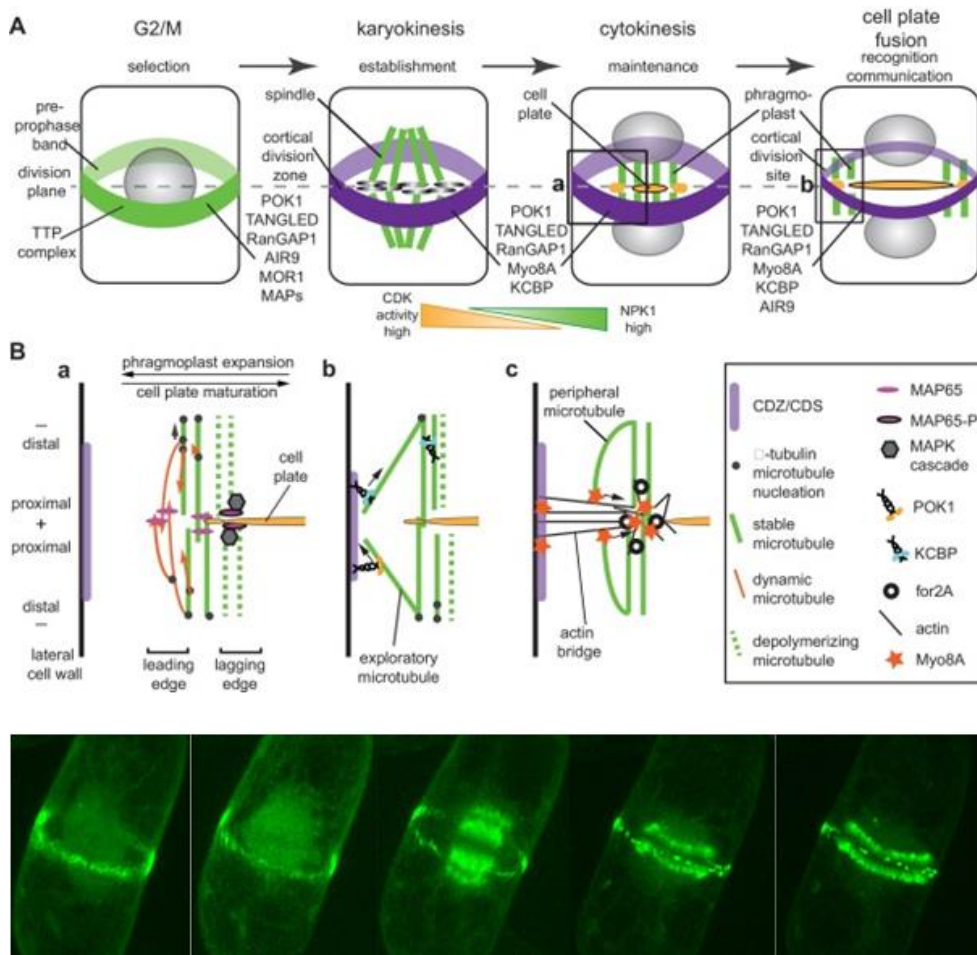 A
G2/M
karyokinesis
cytokinesis
cell plate
fusion
selection
establishment
maintenance
recognition
communication
pre-
prophase
band
division
plane
TTP
complex
POK1
TANGLED
RanGAP1
AIR9
MOR1
MAPs
spindle
cortical
division
zone
POK1
TANGLED
RanGAP1
Myo8A
KCBP
cell
plate
a
phragmo-
plast
cortical
division
site
b
POK1
TANGLED
RanGAP1
Myo8A
KCBP
AIR9
CDK
activity
high
NPK1
high
B
a
phragmoplast expansion
cell plate maturation
–
distal
proximal
+
proximal
distal
–
lateral
cell wall
cell
plate
leading
edge
lagging
edge
b
exploratory
microtubule
c
peripheral
microtubule
actin
bridge
CDZ/CDS
□-tubulin
microtubule
nucleation
stable
microtubule
dynamic
microtubule
depolymerizing
microtubule
MAP65
MAP65-P
MAPK
cascade
POK1
KCBP
for2A
actin
Myo8A